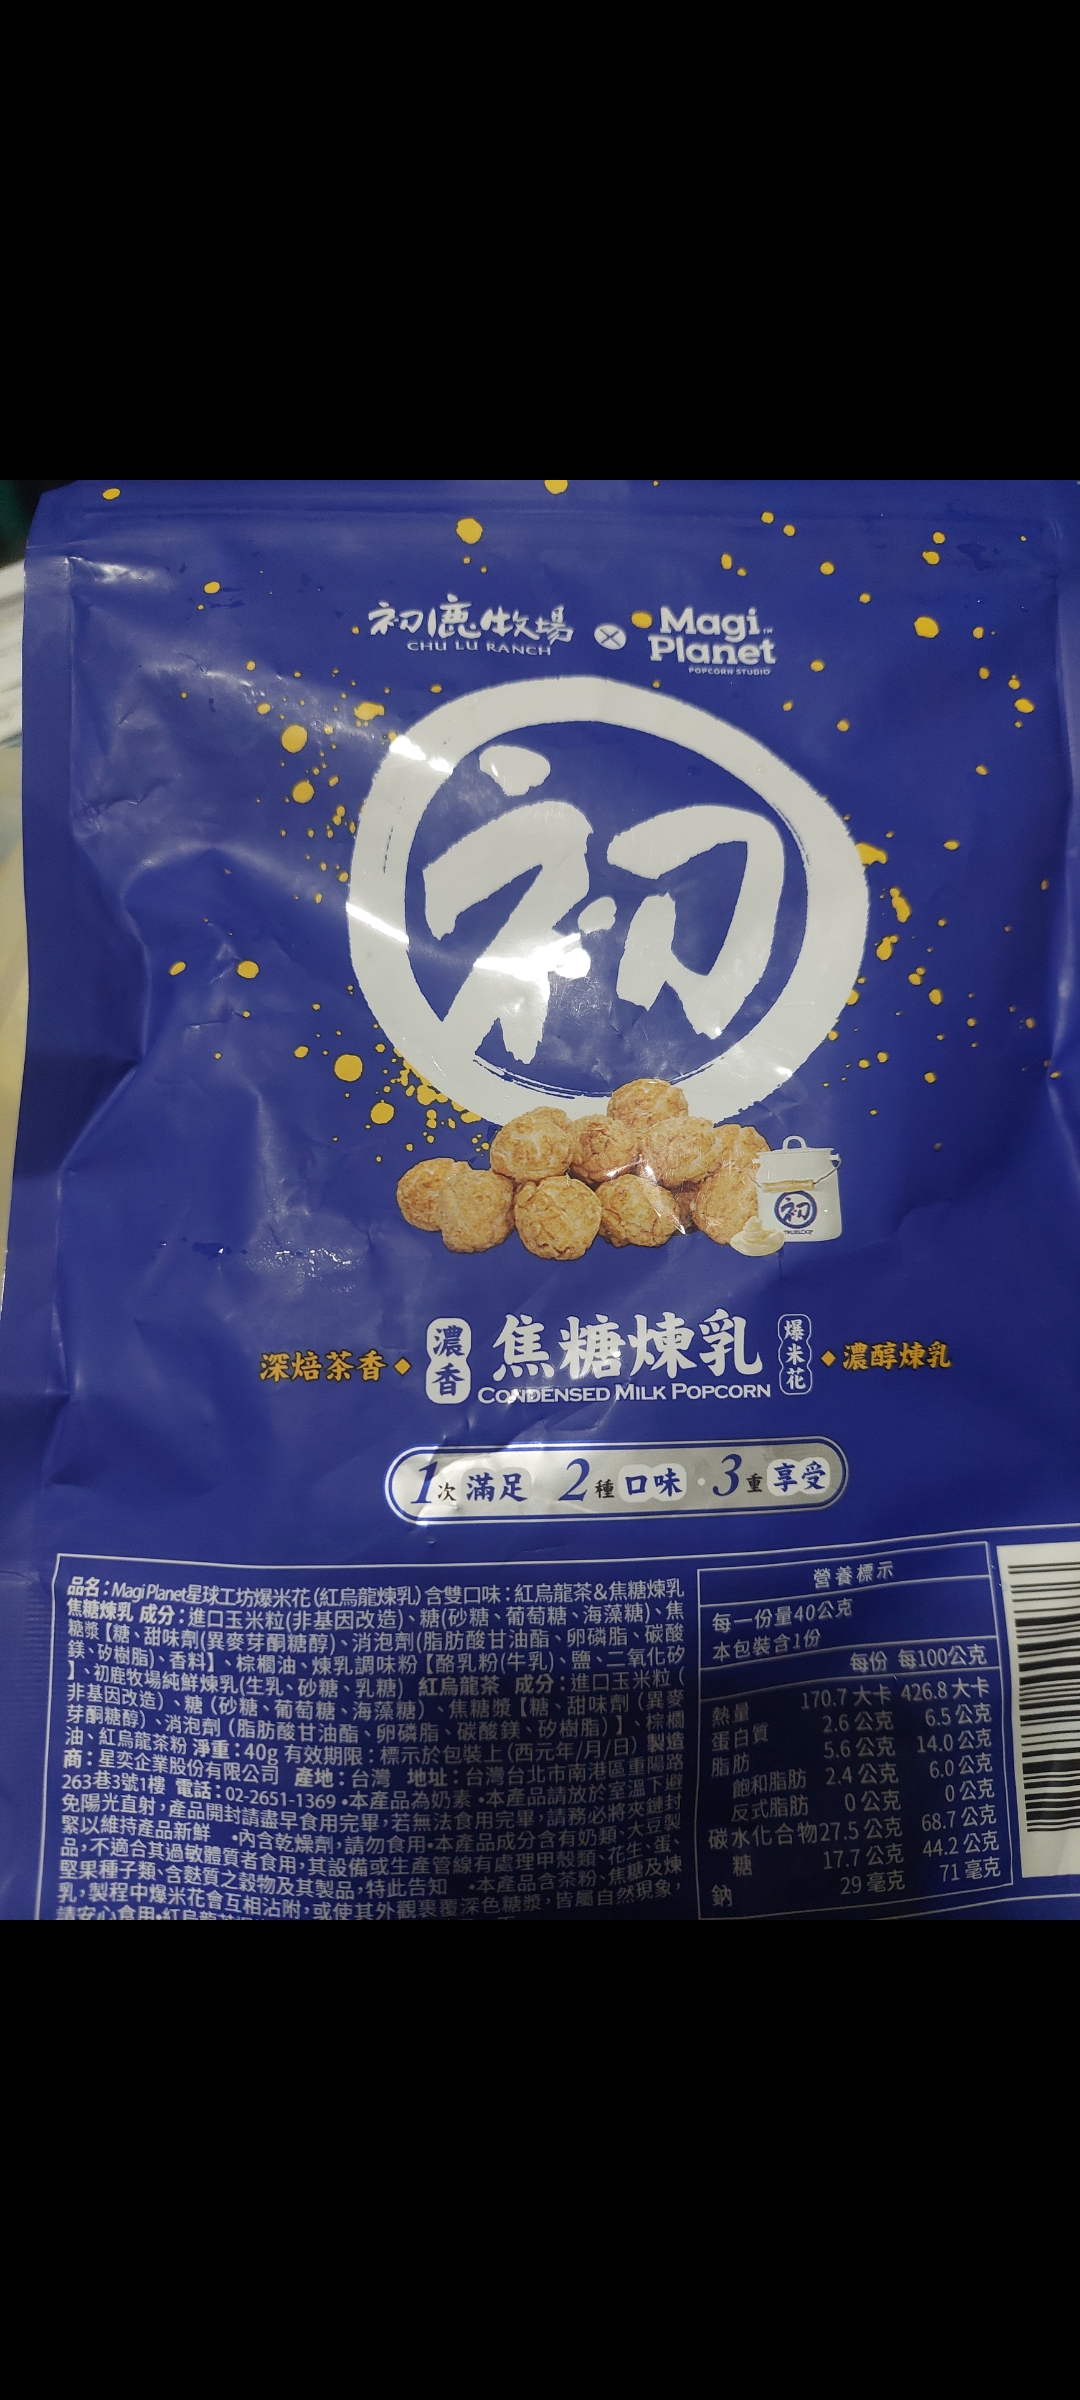 初鹿牧場
CHU LU RANCH
Magi
Planet™
POPCORN STUDIO
初
初
深焙茶香
濃香
焦糖煉乳
爆米花
濃醇煉乳
CONDENSED MILK POPCORN
1次滿足 2種口味·3重享受
品名:Magi Planet星球工坊爆米花(紅烏龍煉乳)含雙口味:紅烏龍茶&焦糖煉乳
焦糖煉乳 成分:進口玉米粒(非基因改造)、糖(砂糖、葡萄糖、海藻糖)、焦
糖漿【糖、甜味劑(異麥芽酮糖醇)、消泡劑(脂肪酸甘油酯、卵磷脂、碳酸
鎂、矽樹脂)、香料】、棕櫚油、煉乳調味粉【酪乳粉(牛乳)、鹽、二氧化矽
】、初鹿牧場純鮮煉乳(生乳、砂糖、乳糖) 紅烏龍茶 成分:進口玉米粒(
非基因改造)、糖(砂糖、葡萄糖、海藻糖)、焦糖漿【糖、甜味劑(異麥
芽酮糖醇)、消泡劑(脂肪酸甘油酯、卵磷脂、碳酸鎂、矽樹脂)】、棕櫚
油、紅烏龍茶粉 淨重:40g 有效期限:標示於包裝上(西元年/月/日) 製造
商:星奕企業股份有限公司 產地:台灣 地址:台灣台北市南港區重陽路
263巷3號1樓 電話:02-2651-1369 •本產品為奶素•本產品請放於室溫下避
免陽光直射,產品開封請盡早食用完畢,若無法食用完畢,請務必將夾鏈封
緊以維持產品新鮮 •內含乾燥劑,請勿食用•本產品成分含有奶類、大豆製
品,不適合其過敏體質者食用,其設備或生產管線有處理甲殼類、花生、蛋、
堅果種子類、含麩質之穀物及其製品,特此告知 •本產品含茶粉、焦糖及煉
乳,製程中爆米花會互相沾附,或使其外觀裹覆深色糖漿,皆屬自然現象,
請安心食用•紅烏龍茶
營養標示
每一份量40公克
本包裝含1份
每份 每100公克
熱量 170.7大卡 426.8大卡
蛋白質 2.6公克 6.5公克
脂肪 5.6公克 14.0公克
飽和脂肪 2.4公克 6.0公克
反式脂肪 0公克 0公克
碳水化合物 27.5公克 68.7公克
糖 17.7公克 44.2公克
鈉 29毫克 71毫克